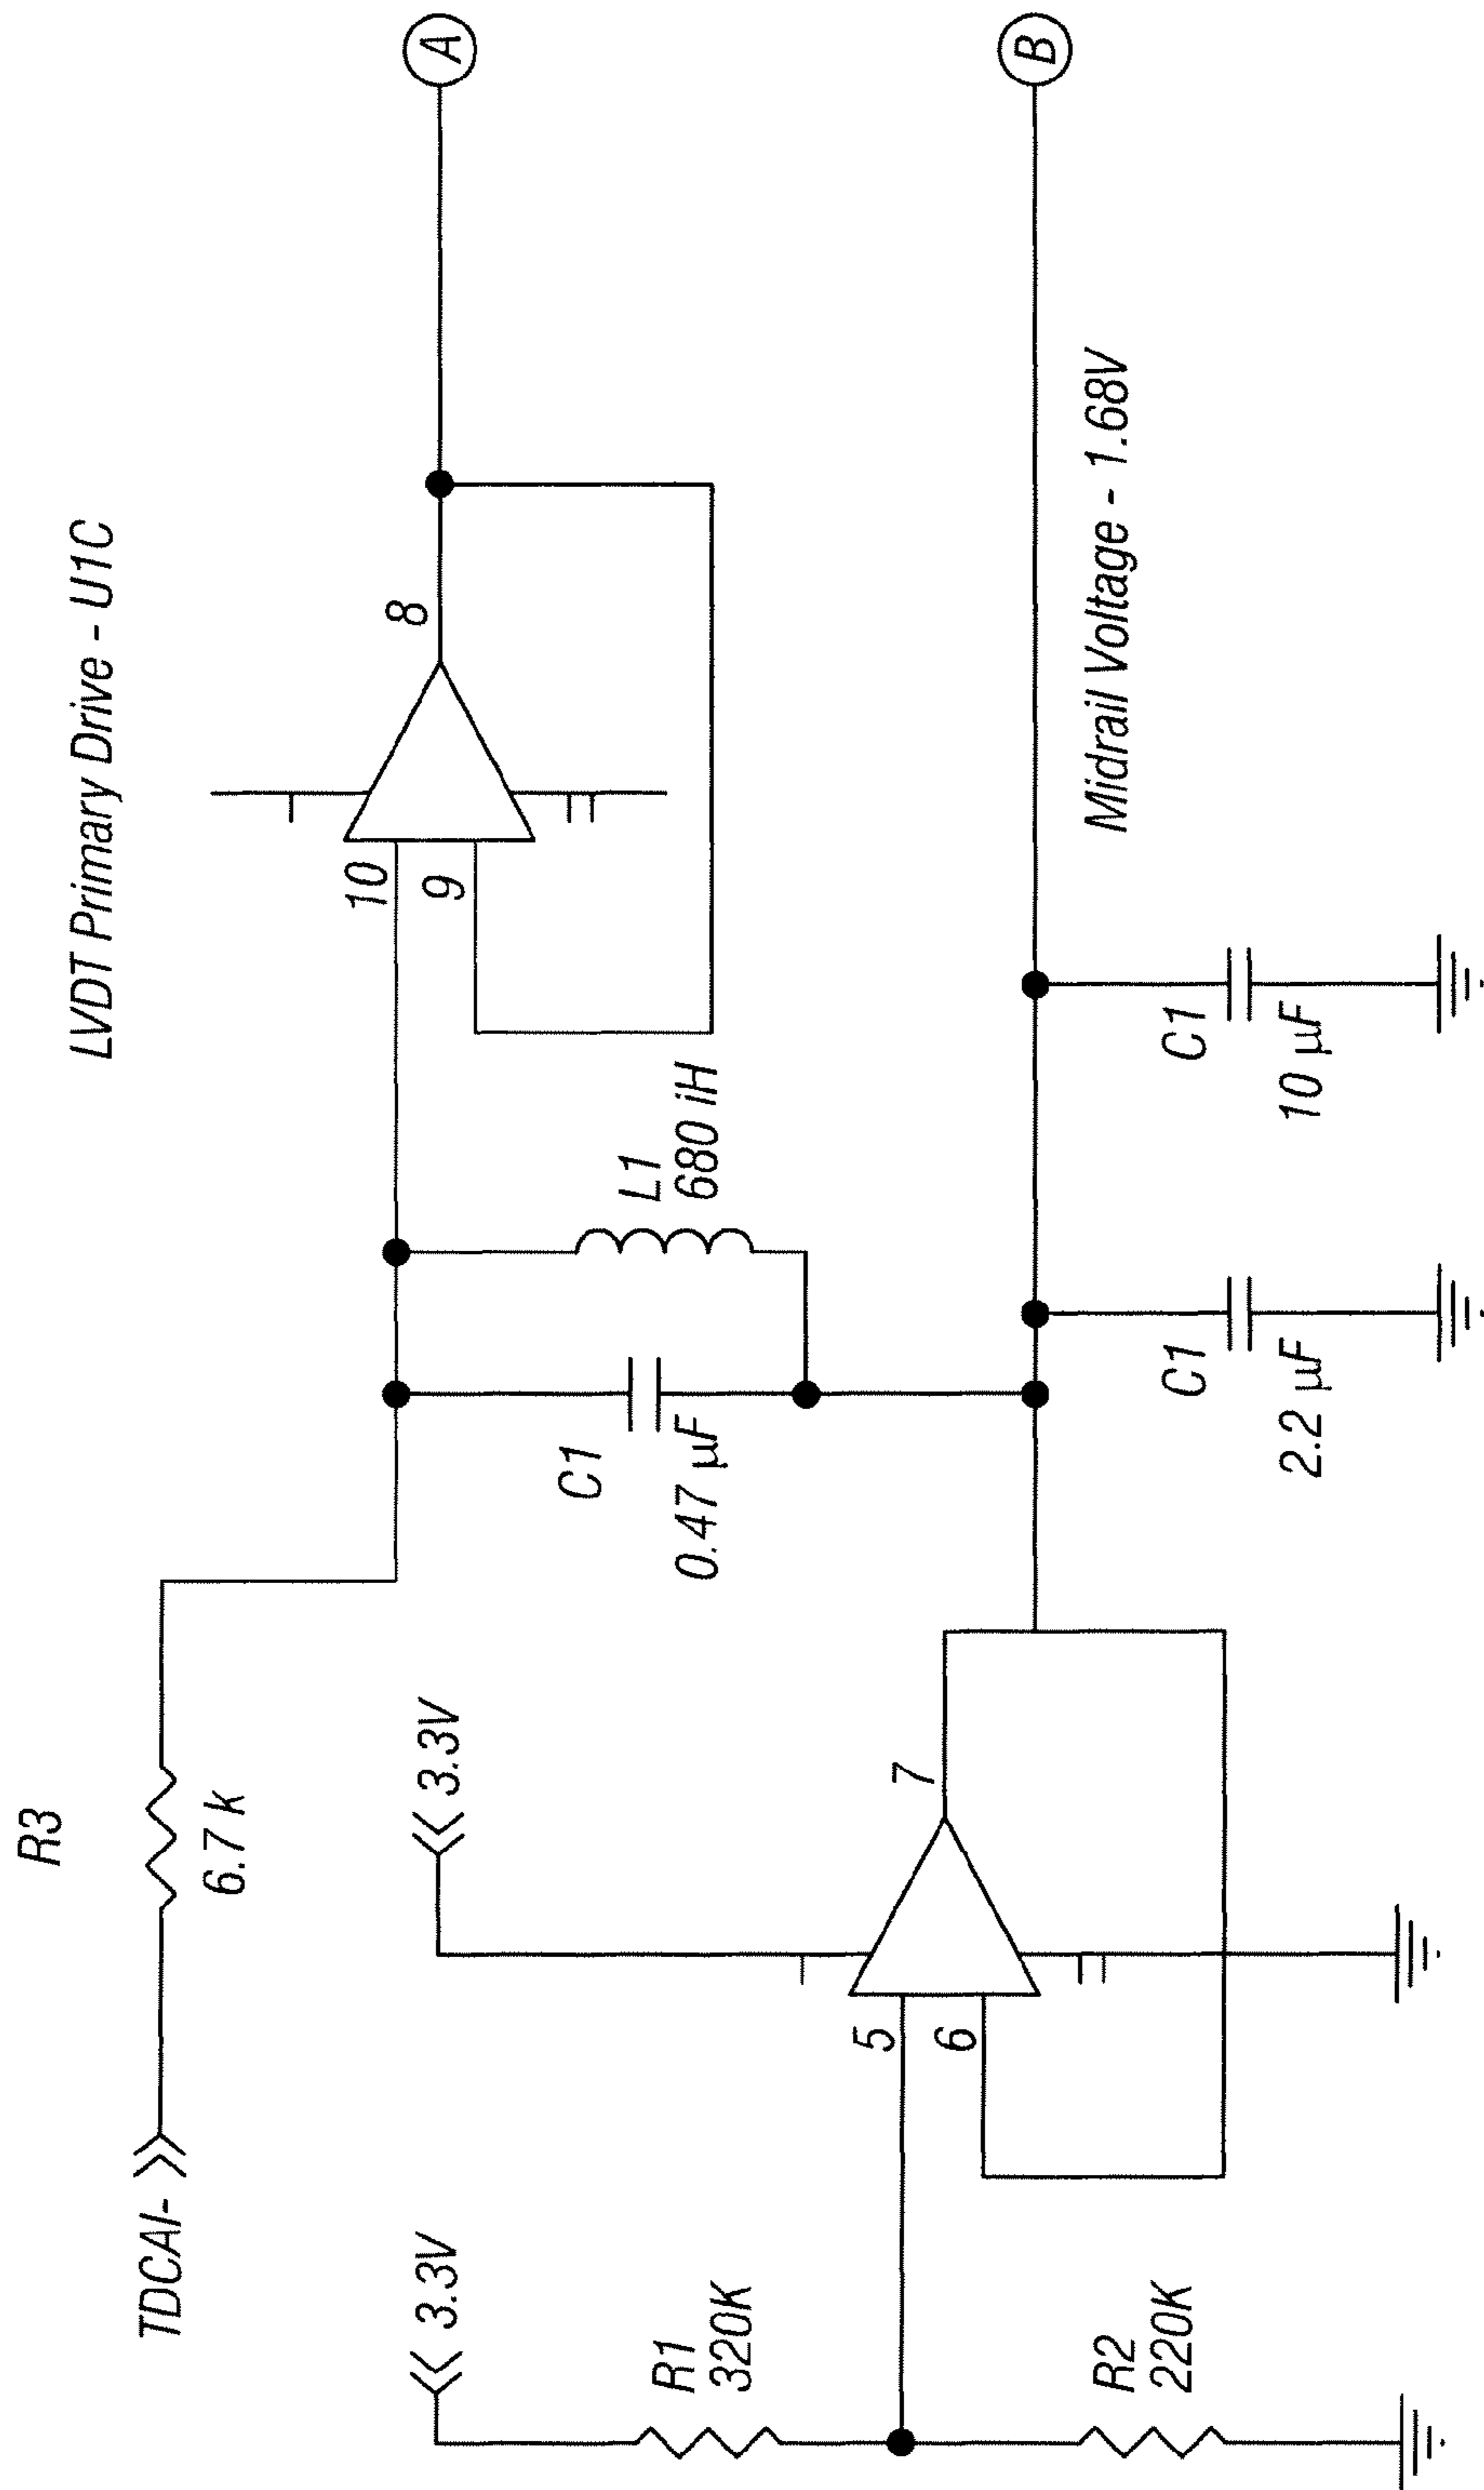 LVDT Primary Drive - U1C
R3
6.7 k
TDCAI-
3.3V
3.3V
R1
320K
R2
220K
5
6
7
C1
0.47 µF
L1
680 iH
10
9
8
A
B
Midrail Voltage - 1.68V
C1
2.2 µF
C1
10 µF